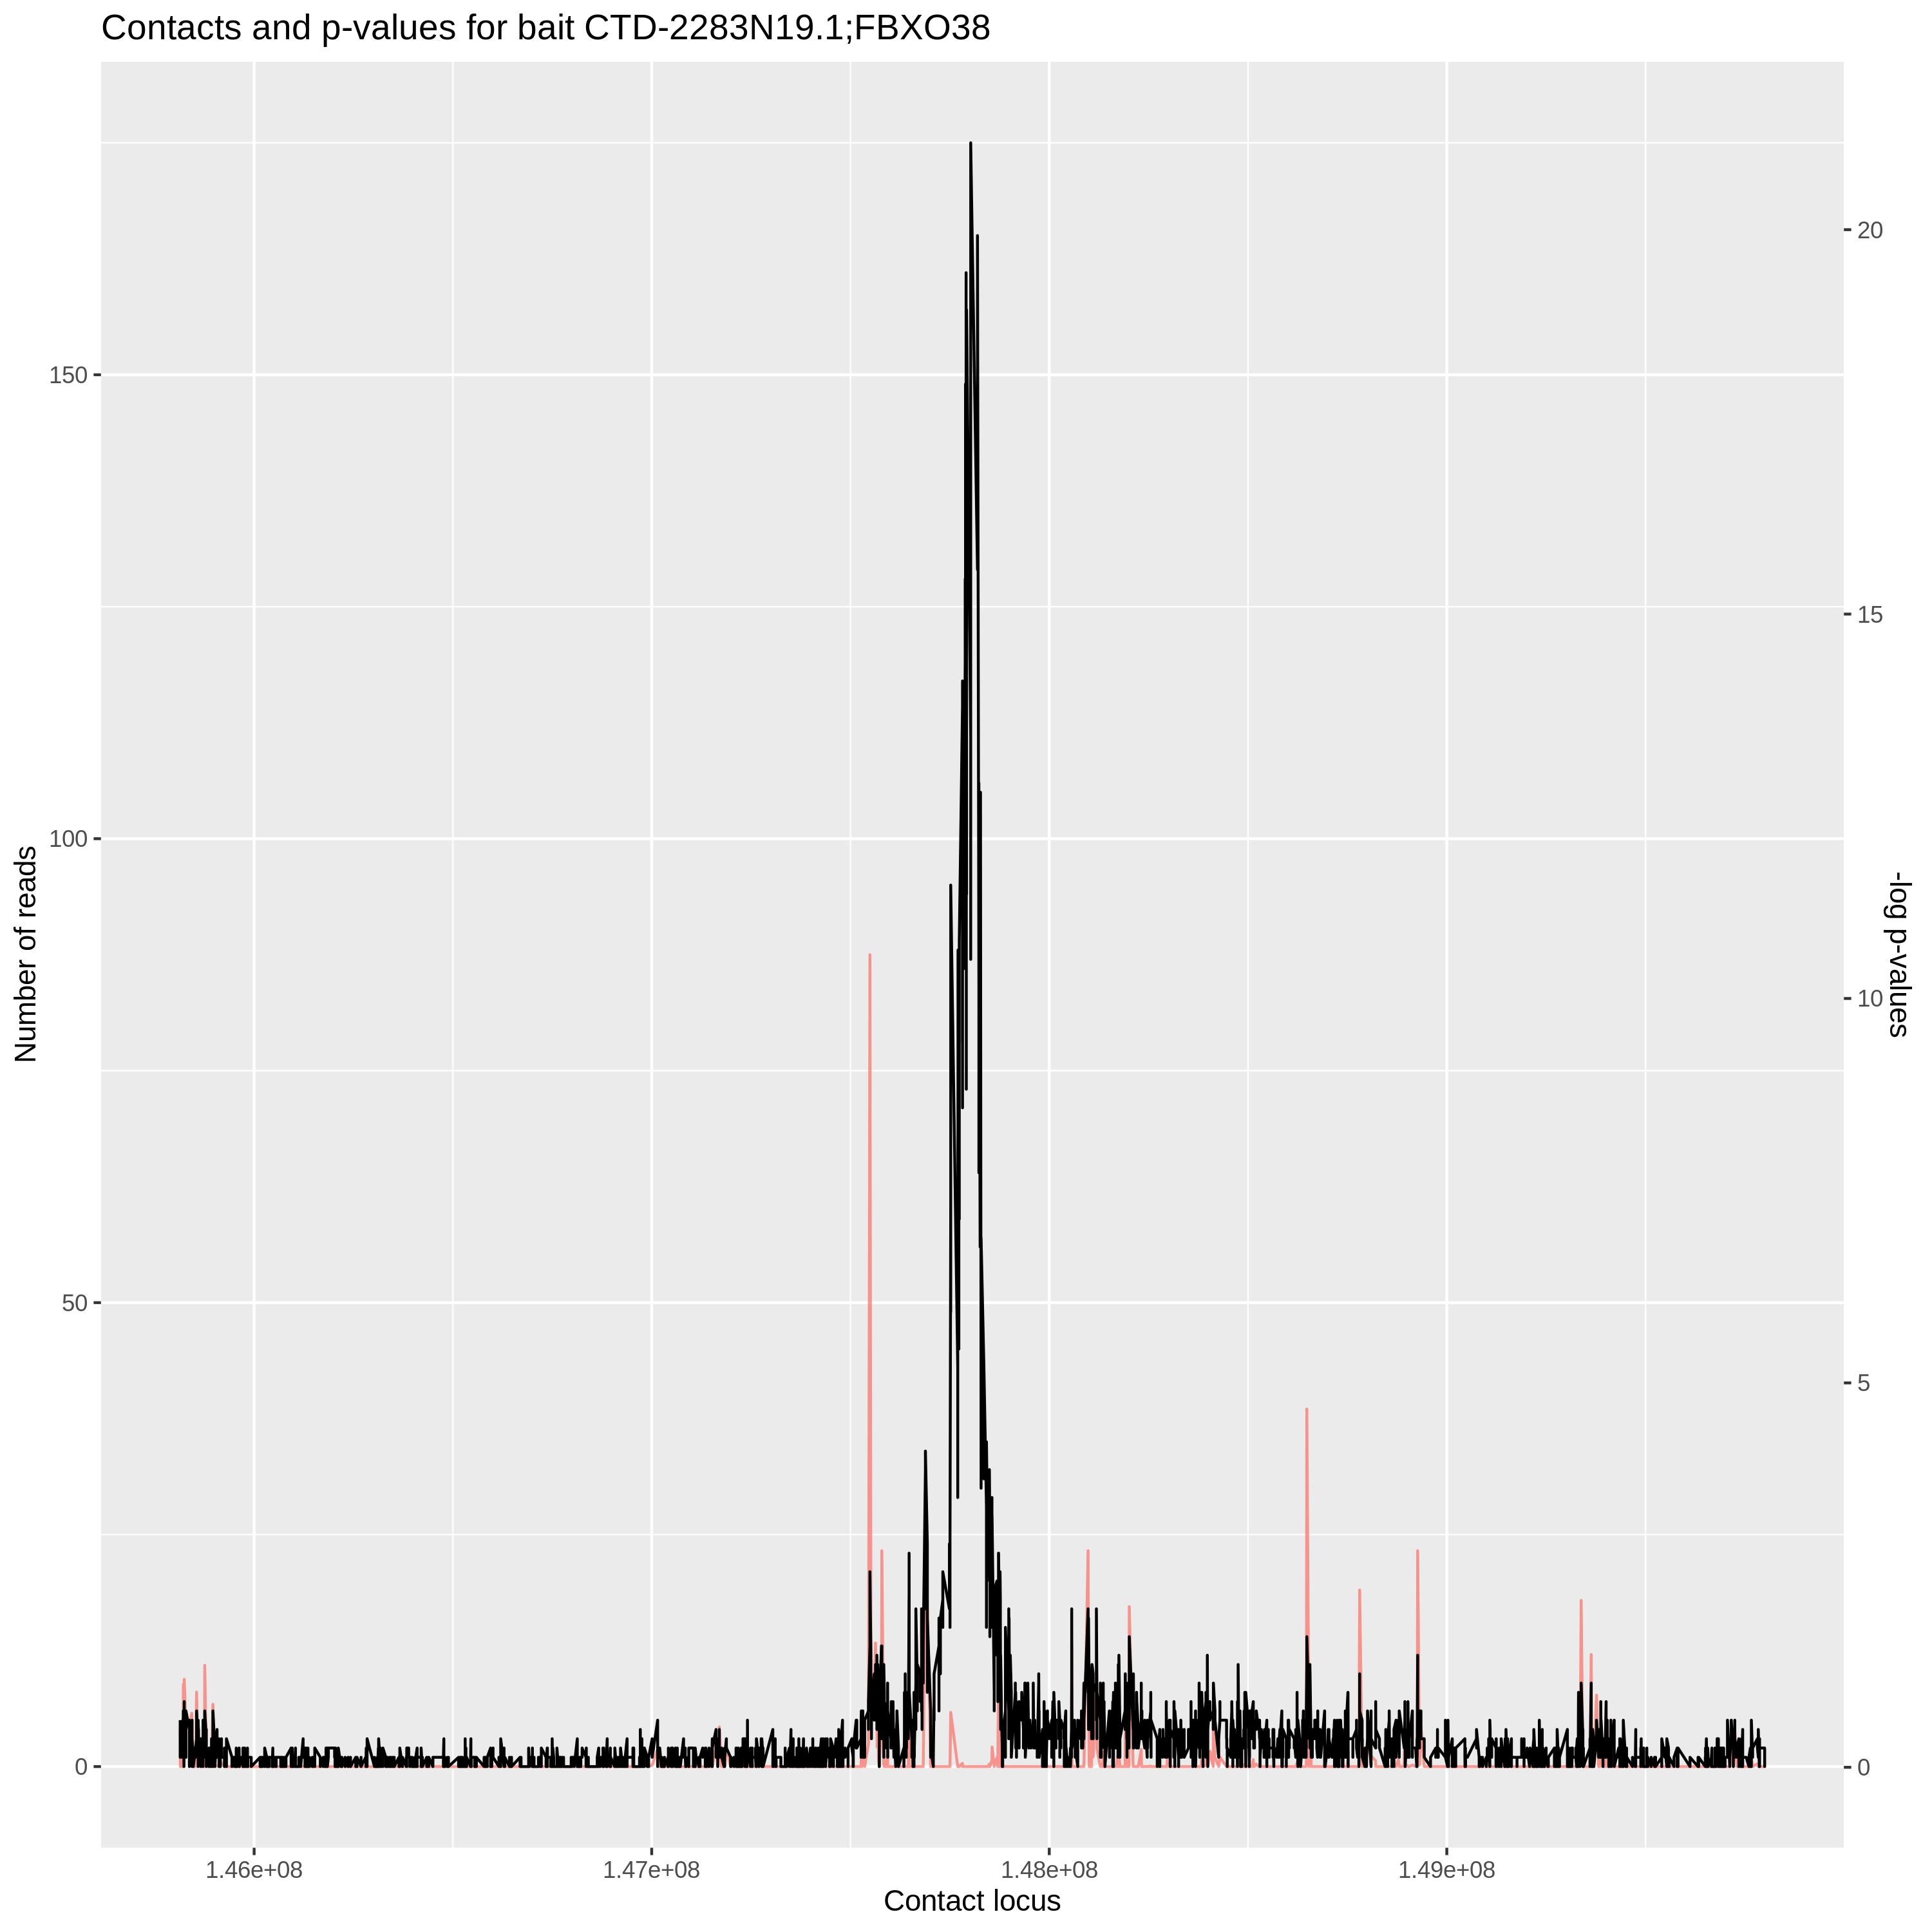 Contacts and p-values for bait CTD-2283N19.1;FBXO38
Number of reads
150
100
50
0
20
15
10
5
0
-log p-values
1.46e+08
1.47e+08
1.48e+08
1.49e+08
Contact locus